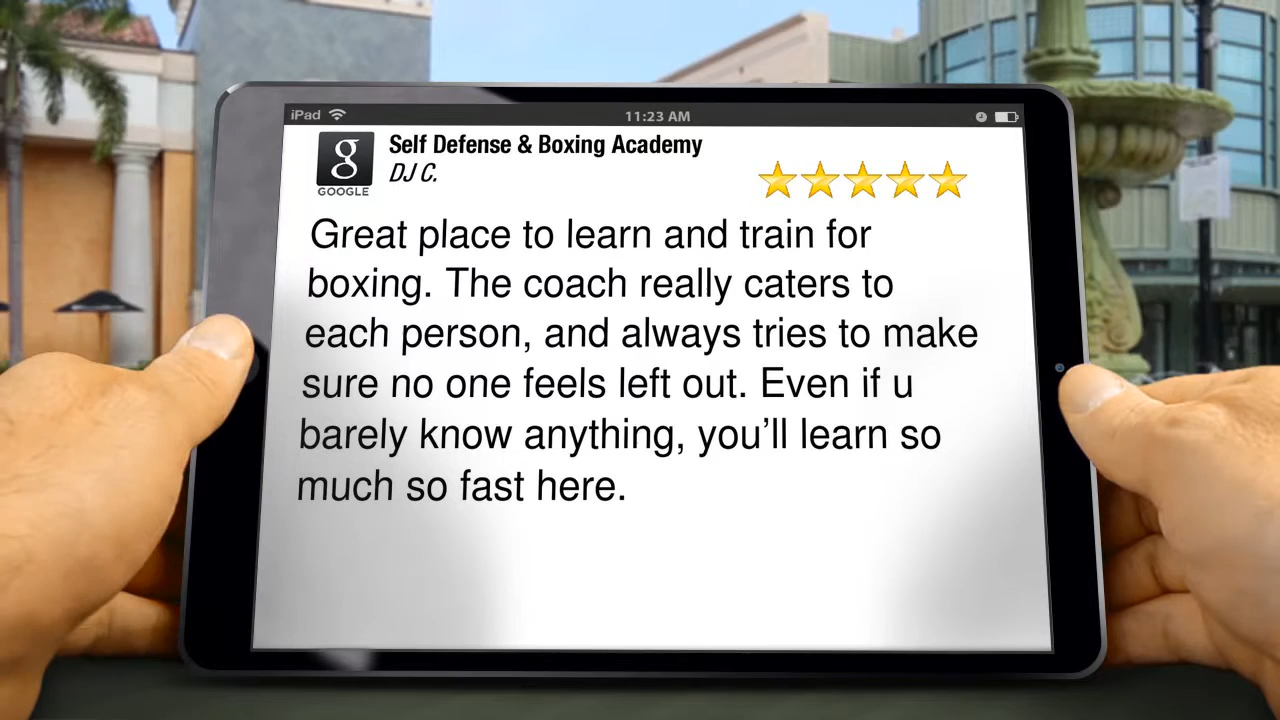 iPad 11:23 AM
g
GOOGLE
Self Defense & Boxing Academy
DJ C.
Great place to learn and train for
boxing. The coach really caters to
each person, and always tries to make
sure no one feels left out. Even if u
barely know anything, you'll learn so
much so fast here.